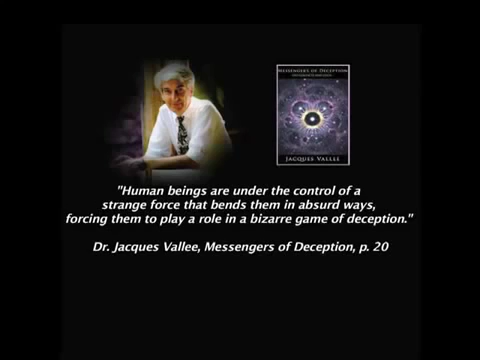 MESSENGERS OF DECEPTION
JACQUES VALLEE
"Human beings are under the control of a
strange force that bends them in absurd ways,
forcing them to play a role in a bizarre game of deception."
Dr. Jacques Vallee, Messengers of Deception, p. 20